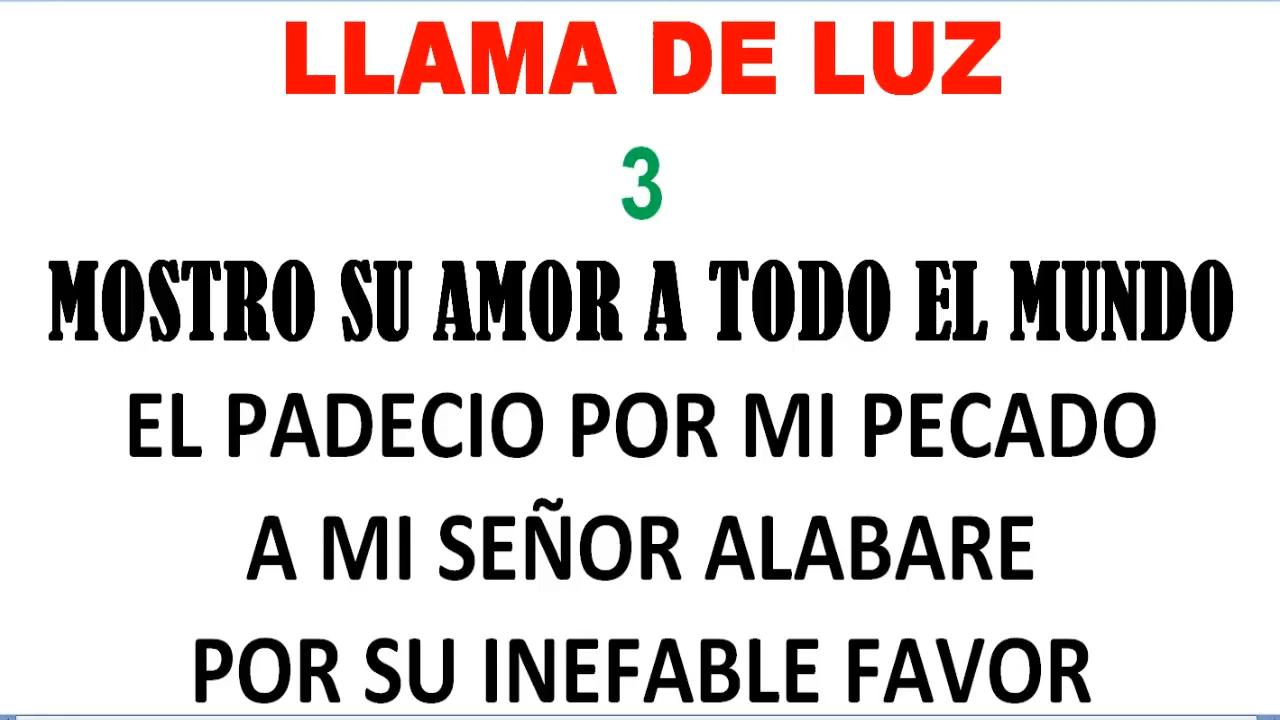 LLAMA DE LUZ
3
MOSTRO SU AMOR A TODO EL MUNDO
EL PADECIO POR MI PECADO
A MI SEÑOR ALABARE
POR SU INEFABLE FAVOR